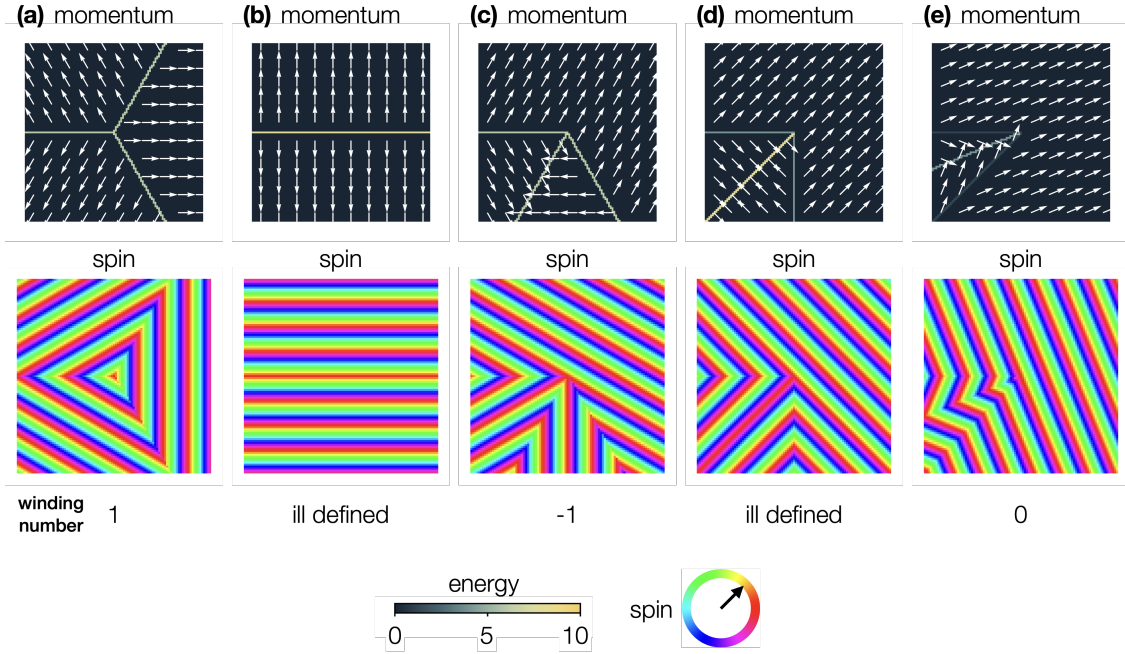 (a) momentum (b) momentum (c) momentum (d) momentum (e) momentum
spin spin spin spin spin
winding number 1 ill defined -1 ill defined 0
energy
0 5 10
spin